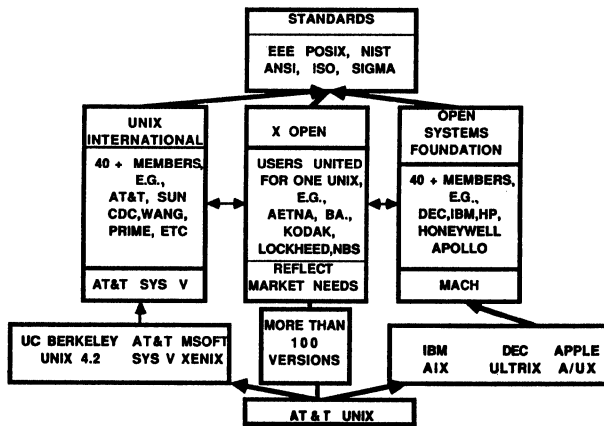 STANDARDS
EEE POSIX, NIST
ANSI, ISO, SIGMA
UNIX
INTERNATIONAL
40 + MEMBERS,
E.G.,
AT&T, SUN
CDC,WANG,
PRIME, ETC
AT&T SYS V
X OPEN
USERS UNITED
FOR ONE UNIX,
E.G.,
AETNA, BA.,
KODAK,
LOCKHEED,NBS
REFLECT
MARKET NEEDS
OPEN
SYSTEMS
FOUNDATION
40 + MEMBERS,
E.G.,
DEC,IBM,HP,
HONEYWELL
APOLLO
MACH
UC BERKELEY AT&T MSOFT
UNIX 4.2 SYS V XENIX
MORE THAN
100
VERSIONS
IBM DEC APPLE
AIX ULTRIX A/UX
AT&T UNIX